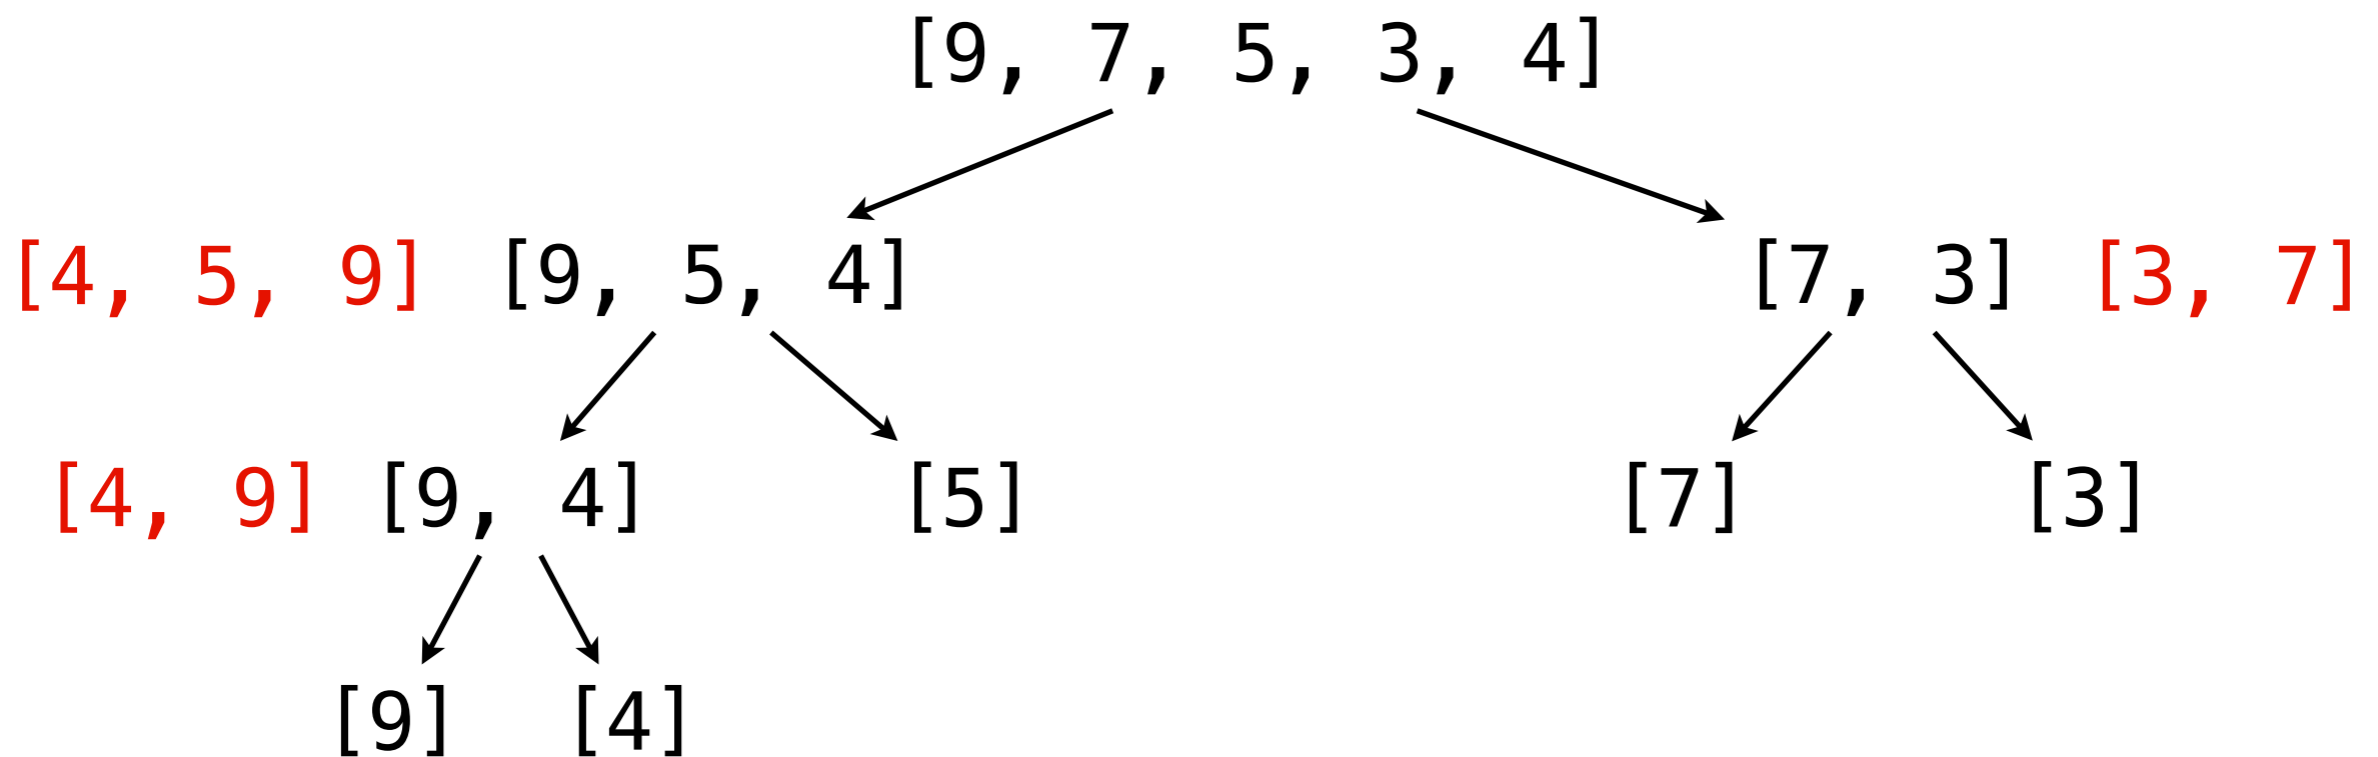 [9, 7, 5, 3, 4]
[4, 5, 9] [9, 5, 4] [7, 3] [3, 7]
[4, 9] [9, 4] [5] [7] [3]
[9] [4]